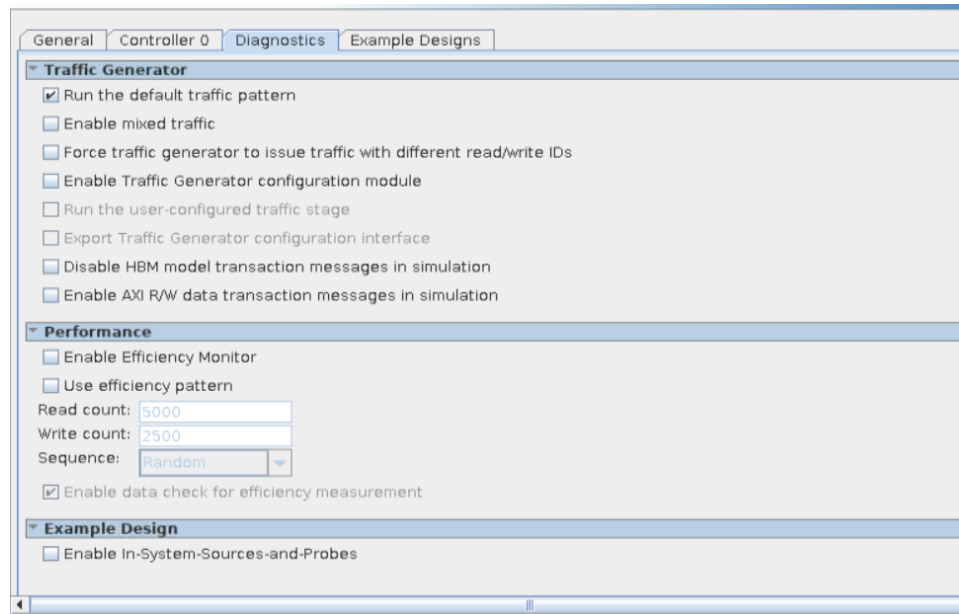 General Controller 0 Diagnostics Example Designs
Traffic Generator
Run the default traffic pattern
Enable mixed traffic
Force traffic generator to issue traffic with different read/write IDs
Enable Traffic Generator configuration module
Run the user-configured traffic stage
Export Traffic Generator configuration interface
Disable HBM model transaction messages in simulation
Enable AXI R/W data transaction messages in simulation
Performance
Enable Efficiency Monitor
Use efficiency pattern
Read count: 5000
Write count: 2500
Sequence: Random
Enable data check for efficiency measurement
Example Design
Enable In-System-Sources-and-Probes